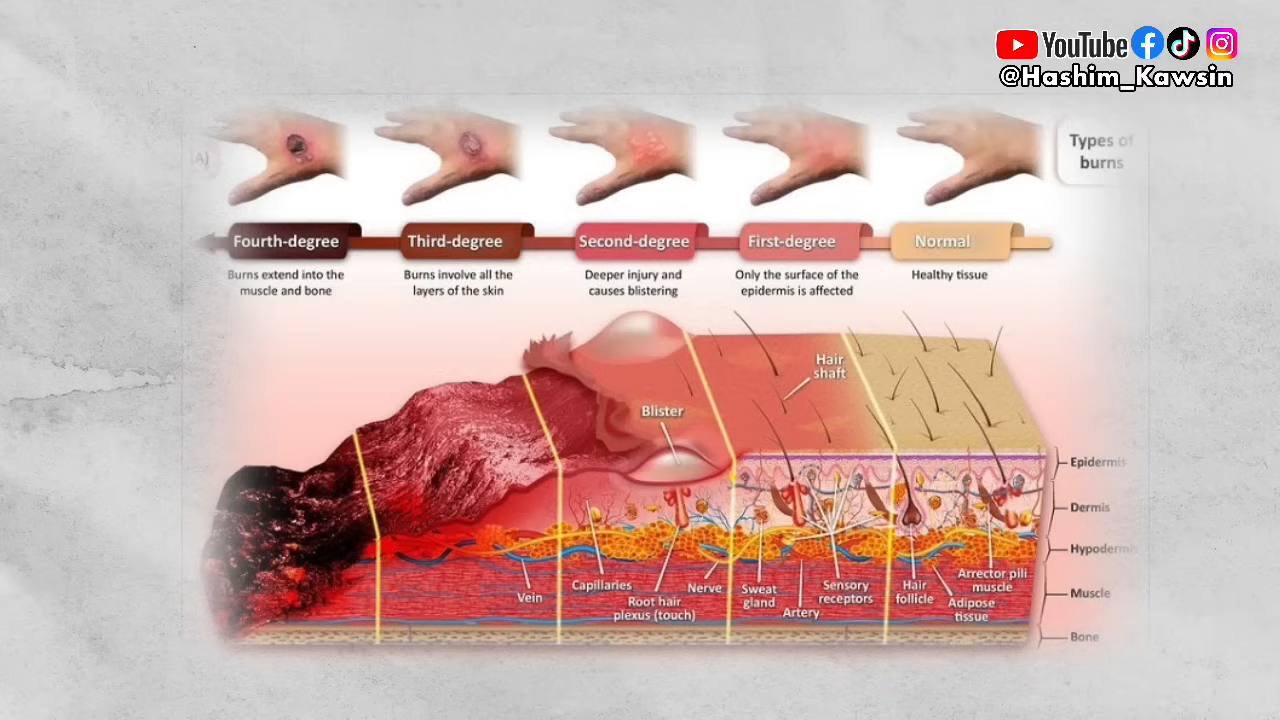 YouTube
@Hashim_Kawsin
A)
Types of
burns
Fourth-degree
Third-degree
Second-degree
First-degree
Normal
Burns extend into the
muscle and bone
Burns involve all the
layers of the skin
Deeper injury and
causes blistering
Only the surface of the
epidermis is affected
Healthy tissue
Hair
shaft
Blister
Epidermis
Dermis
Hypodermis
Muscle
Bone
Vein
Capillaries
Root hair
plexus (touch)
Nerve
Sweat
gland
Artery
Sensory
receptors
Hair
follicle
Arrector pili
muscle
Adipose
tissue